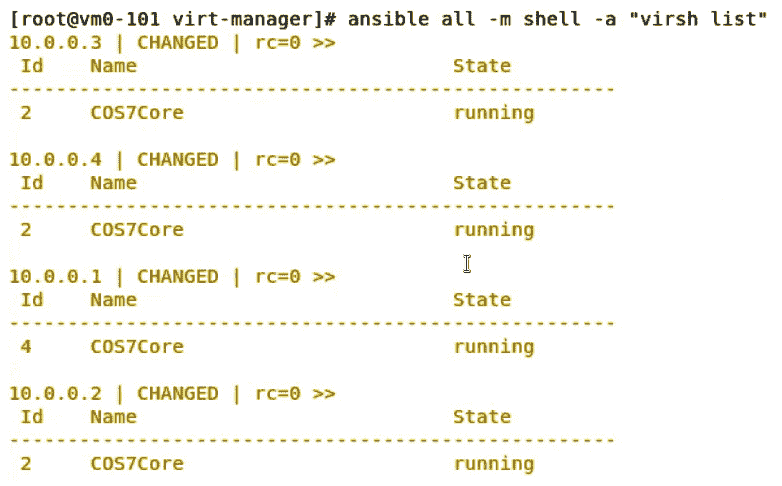 [root@vm0-101 virt-manager]# ansible all -m shell -a "virsh list"
10.0.0.3 | CHANGED | rc=0 >>
 Id    Name                           State
----------------------------------------------------
 2     COS7Core                       running

10.0.0.4 | CHANGED | rc=0 >>
 Id    Name                           State
----------------------------------------------------
 2     COS7Core                       running

10.0.0.1 | CHANGED | rc=0 >>
 Id    Name                           State
----------------------------------------------------
 4     COS7Core                       running

10.0.0.2 | CHANGED | rc=0 >>
 Id    Name                           State
----------------------------------------------------
 2     COS7Core                       running